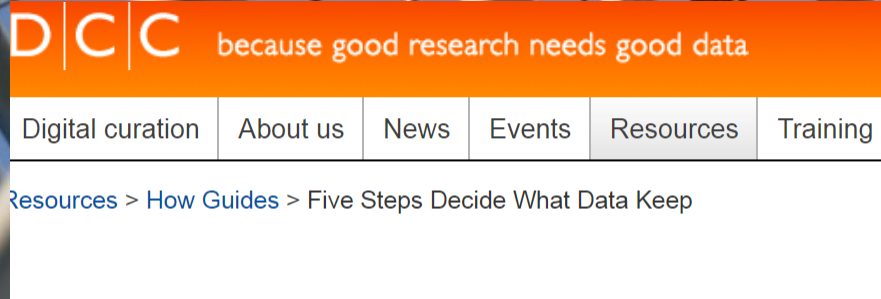 D|C|C because good research needs good data
Digital curation About us News Events Resources Training
Resources > How Guides > Five Steps Decide What Data Keep